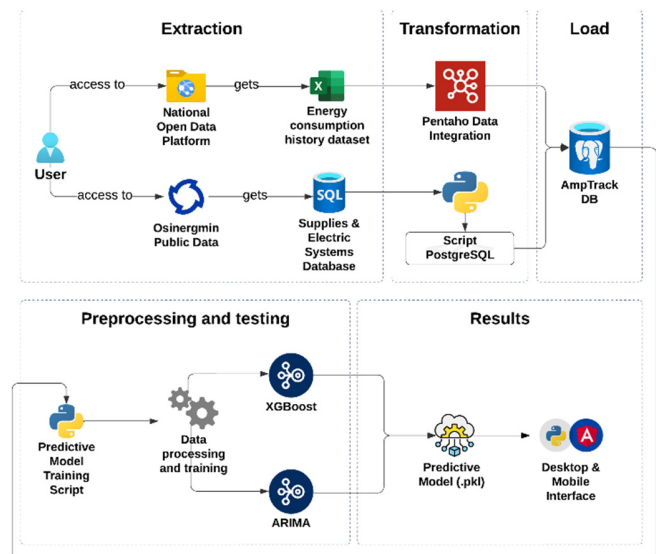 Extraction
Transformation
Load
access to
gets
National
Open Data
Platform
X
Energy
consumption
history dataset
Pentaho Data
Integration
User
AmpTrack
DB
access to
gets
Osinergmin
Public Data
SQL
Supplies &
Electric
Systems
Database
Script
PostgreSQL
Preprocessing and testing
Results
XGBoost
Predictive
Model
Training
Script
Data
processing
and training
ARIMA
Predictive
Model (.pkl)
A
Desktop &
Mobile
Interface